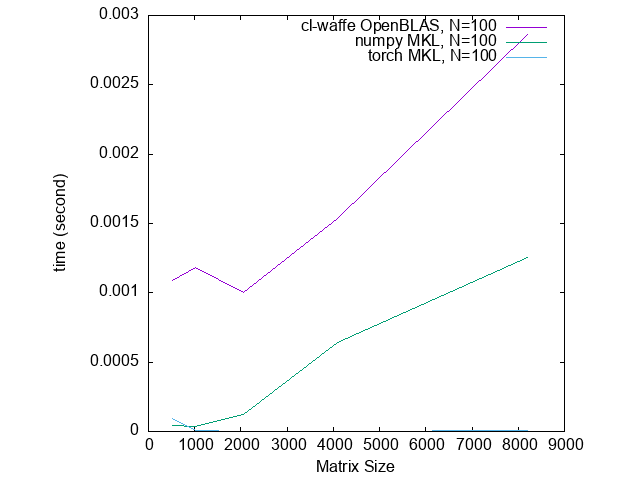 cl-waffe OpenBLAS, N=100
numpy MKL, N=100
torch MKL, N=100
0.003
0.0025
0.002
0.0015
0.001
0.0005
0
time (second)
0 1000 2000 3000 4000 5000 6000 7000 8000 9000
Matrix Size